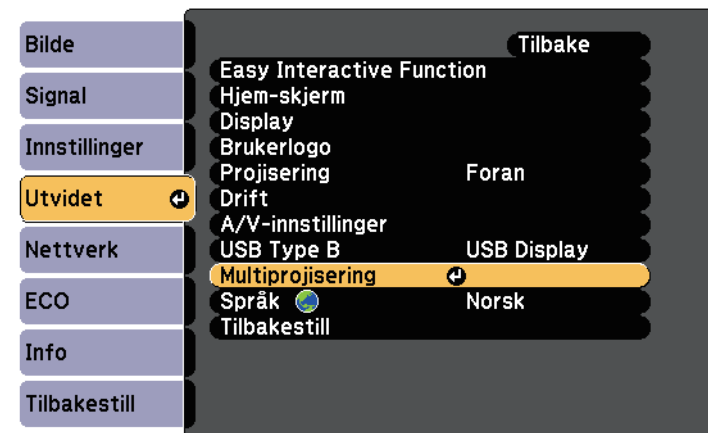 Bilde
Signal
Innstillinger
Utvidet
Nettverk
ECO
Info
Tilbakestill
Tilbake
Easy Interactive Function
Hjem-skjerm
Display
Brukerlogo
Projisering Foran
Drift
A/V-innstillinger
USB Type B USB Display
Multiprojisering
Språk Norsk
Tilbakestill